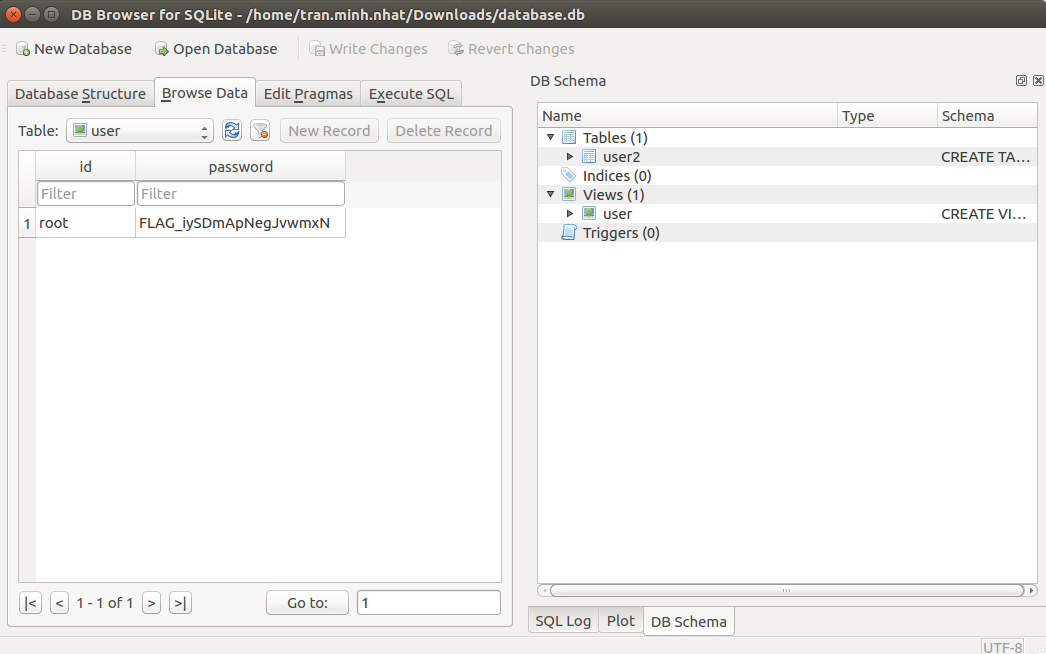 DB Browser for SQLite - /home/tran.minh.nhat/Downloads/database.db
New Database Open Database Write Changes Revert Changes
Database Structure Browse Data Edit Pragmas Execute SQL
Table: user New Record Delete Record
id password
Filter Filter
1 root FLAG_iySDmApNegJvwmxN
|< < 1 - 1 of 1 > >| Go to: 1
DB Schema
Name Type Schema
Tables (1)
user2 CREATE TA...
Indices (0)
Views (1)
user CREATE VI...
Triggers (0)
SQL Log Plot DB Schema
UTF-8